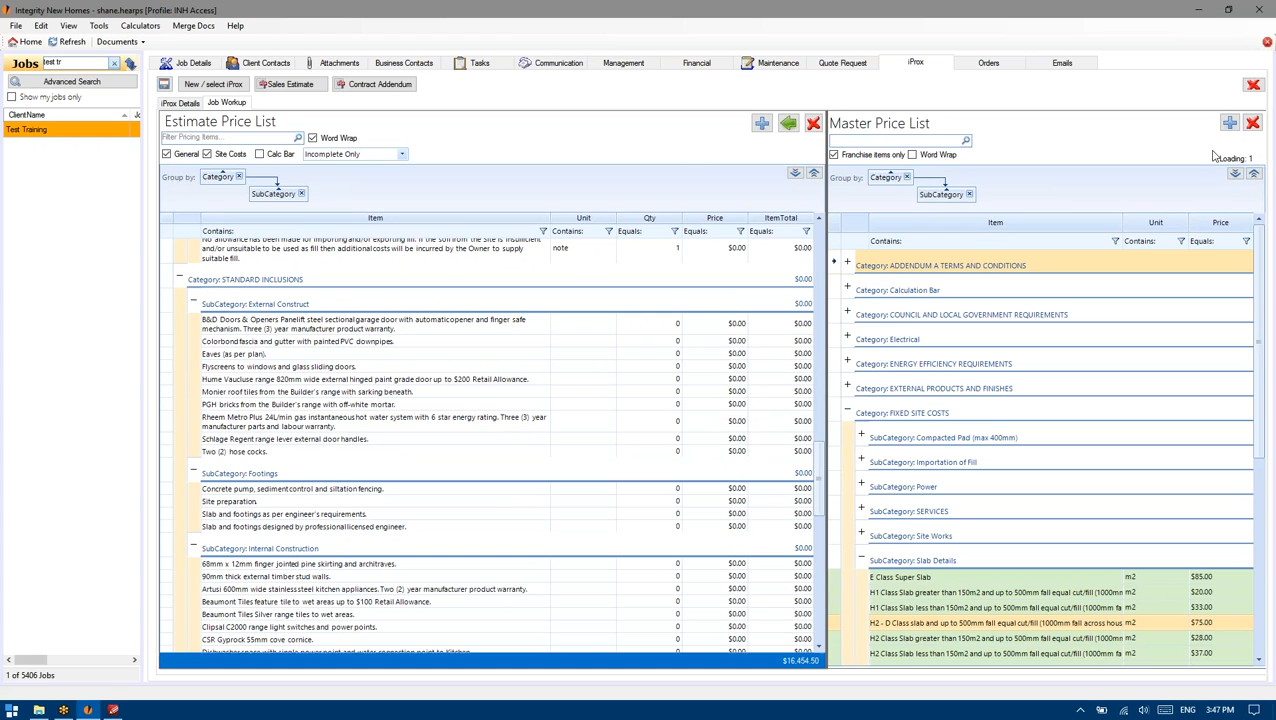 Integrity New Homes - shane.hearps - [Profile: INH Access]
File Edit View Tools Calculators Merge Docs Help
Home Refresh Documents
Jobs test tr
Advanced Search
Show my jobs only
ClientName
Test Training
1 of 5406 Jobs
Job Details Client Contacts Attachments Business Contacts Tasks Communication Management Financial Maintenance Quote Request iProx Orders Emails
New / select iProx Sales Estimate Contract Addendum
iProx Details Job Workup
Estimate Price List
Filter Pricing Items... Word Wrap
General Site Costs Calc Bar Incomplete Only
Group by: Category
SubCategory
Item Unit Qty Price ItemTotal
Contains: Contains: Equals: Equals: Equals:
No allowance has been made for importing and/or exporting fill. If the soil from the Site is insufficient
and/or unsuitable to be used as fill then additional costs will be incurred by the Owner to supply note 1 $0.00 $0.00
suitable fill.
Category: STANDARD INCLUSIONS $0.00
SubCategory: External Construct $0.00
B&D Doors & Openers Panelift steel sectional garage door with automatic opener and finger safe 0 $0.00 $0.00
mechanism. Three (3) year manufacturer product warranty.
Colorbond fascia and gutter with painted PVC downpipes. 0 $0.00 $0.00
Eaves (as per plan). 0 $0.00 $0.00
Flyscreens to windows and glass sliding doors. 0 $0.00 $0.00
Hume Vaucluse range 820mm wide external hinged paint grade door up to $200 Retail Allowance. 0 $0.00 $0.00
Monier roof tiles from the Builder's range with sarking beneath. 0 $0.00 $0.00
PGH bricks from the Builder's range with off-white mortar. 0 $0.00 $0.00
Rheem Metro Plus 24L/min gas instantaneous hot water system with 6 star energy rating. Three (3) year 0 $0.00 $0.00
manufacturer parts and labour warranty.
Schlage Regent range lever external door handles. 0 $0.00 $0.00
Two (2) hose cocks. 0 $0.00 $0.00
SubCategory: Footings $0.00
Concrete pump, sediment control and siltation fencing. 0 $0.00 $0.00
Site preparation. 0 $0.00 $0.00
Slab and footings as per engineer's requirements. 0 $0.00 $0.00
Slab and footings designed by professional licensed engineer. 0 $0.00 $0.00
SubCategory: Internal Construction $0.00
68mm x 12mm finger jointed pine skirting and architraves. 0 $0.00 $0.00
90mm thick external timber stud walls. 0 $0.00 $0.00
Artusi 600mm wide stainless steel kitchen appliances. Two (2) year manufacturer product warranty. 0 $0.00 $0.00
Beaumont Tiles feature tile to wet areas up to $100 Retail Allowance. 0 $0.00 $0.00
Beaumont Tiles Silver range tiles to wet areas. 0 $0.00 $0.00
Clipsal C2000 range light switches and power points. 0 $0.00 $0.00
CSR Gyprock 55mm cove cornice. 0 $0.00 $0.00
Dishwasher space with single power point and water connection point to Kitchen.
$16,454.50
Master Price List
Franchise items only Word Wrap
Loading: 1
Group by: Category
SubCategory
Item Unit Price
Contains: Contains: Equals:
Category: ADDENDUM A TERMS AND CONDITIONS
Category: Calculation Bar
Category: COUNCIL AND LOCAL GOVERNMENT REQUIREMENTS
Category: Electrical
Category: ENERGY EFFICIENCY REQUIREMENTS
Category: EXTERNAL PRODUCTS AND FINISHES
Category: FIXED SITE COSTS
SubCategory: Compacted Pad (max 400mm)
SubCategory: Importation of Fill
SubCategory: Power
SubCategory: SERVICES
SubCategory: Site Works
SubCategory: Slab Details
E Class Super Slab m2 $85.00
H1 Class Slab greater than 150m2 and up to 500mm fall equal cut/fill (1000mm fa m2 $20.00
H1 Class Slab less than 150m2 and up to 500mm fall equal cut/fill (1000mm fa m2 $33.00
H2 - D Class slab and up to 500mm fall equal cut/fill (1000mm fall across hous m2 $75.00
H2 Class Slab greater than 150m2 and up to 500mm fall equal cut/fill (1000mm fa m2 $28.00
H2 Class Slab less than 150m2 and up to 500mm fall equal cut/fill (1000mm fa m2 $37.00
ENG 3:47 PM